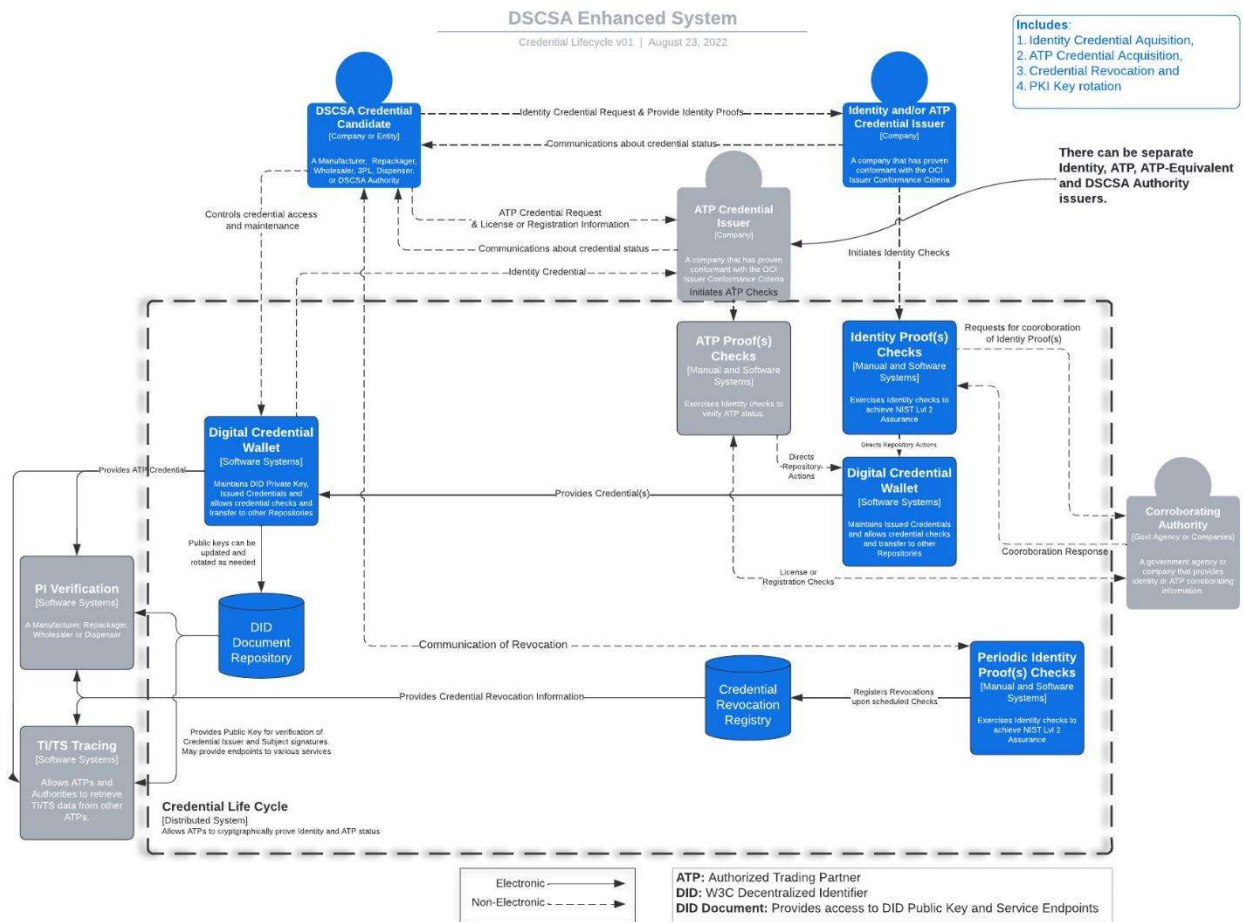 DSCSA Enhanced System
Credential Lifecycle v01 | August 23, 2022
Includes:
1. Identity Credential Aquisition,
2. ATP Credential Acquisition,
3. Credential Revocation and
4. PKI Key rotation
DSCSA Credential
Candidate
[Company or Entity]
A Manufacturer, Repackager,
Wholesaler, 3PL, Dispenser,
or DSCSA Authority
Identity Credential Request & Provide Identity Proofs
Communications about credential status
Identity and/or ATP
Credential Issuer
[Company]
A company that has proven
conformant with the OCI
Issuer Conformance Criteria
There can be separate
Identity, ATP, ATP-Equivalent
and DSCSA Authority
issuers.
Controls credential access
and maintenance
ATP Credential Request
& License or Registration Information
Communications about credential status
Identity Credential
ATP Credential
Issuer
[Company]
A company that has proven
conformant with the OCI
Issuer Conformance Criteria
Initiates ATP Checks
Initiates Identity Checks
ATP Proof(s)
Checks
[Manual and Software
Systems]
Exercises Identity checks to
verify ATP status.
Identity Proof(s)
Checks
[Manual and Software
Systems]
Exercises Identity checks to
achieve NIST Lvl 2
Assurance
Requests for cooroboration
of Identiy Proof(s)
Directs Repository Actions
Directs
Repository
Actions
Digital Credential
Wallet
[Software Systems]
Maintains DID Private Key,
Issued Credentials and
allows credential checks and
transfer to other Repositories
Provides ATP Credential
Provides Credential(s)
Digital Credential
Wallet
[Software Systems]
Maintains Issued Credentials
and allows credential checks
and transfer to other
Repositories
Corroborating
Authority
[Govt Agency or Companies]
A government agency or
company that provides
identity or ATP corroborating
information.
Cooroboration Response
Public keys can be
updated and
rotated as needed
License or
Registration Checks
PI Verification
[Software Systems]
A Manufacturer, Repackager,
Wholesaler or Dispenser
DID
Document
Repository
Communication of Revocation
Periodic Identity
Proof(s) Checks
[Manual and Software
Systems]
Exercises Identity checks to
achieve NIST Lvl 2
Assurance
Provides Credential Revocation Information
Credential
Revocation
Registry
Registers Revocations
upon scheduled Checks
TI/TS Tracing
[Software Systems]
Allows ATPs and
Authorities to retrieve
TI/TS data from other
ATPs.
Provides Public Key for verification of
Credential Issuer and Subject signatures.
May provide endpoints to various services
Credential Life Cycle
[Distributed System]
Allows ATPs to cryptgraphically prove Identity and ATP status
Electronic
Non-Electronic
ATP: Authorized Trading Partner
DID: W3C Decentralized Identifier
DID Document: Provides access to DID Public Key and Service Endpoints